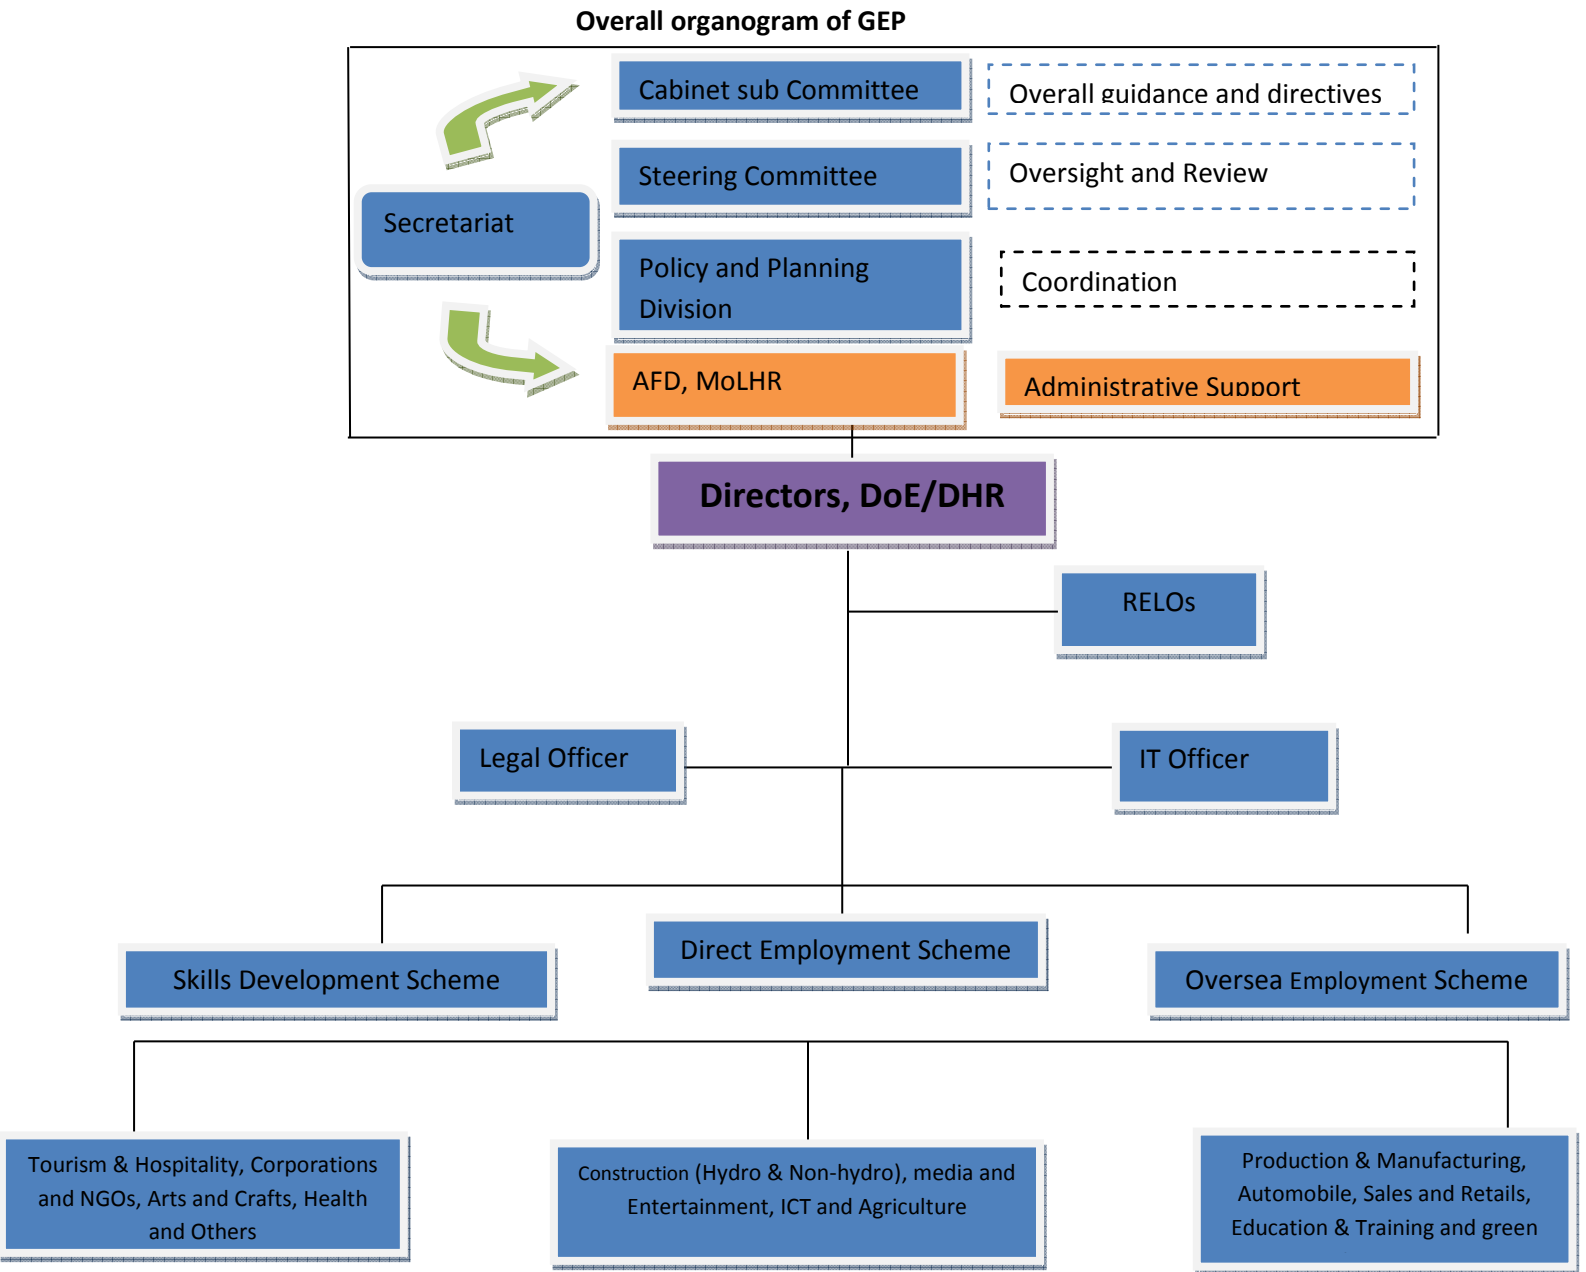 Overall organogram of GEP
Cabinet sub Committee
Overall guidance and directives
Steering Committee
Oversight and Review
Secretariat
Policy and Planning
Division
Coordination
AFD, MoLHR
Administrative Support
Directors, DoE/DHR
RELOs
Legal Officer
IT Officer
Skills Development Scheme
Direct Employment Scheme
Oversea Employment Scheme
Tourism & Hospitality, Corporations
and NGOs, Arts and Crafts, Health
and Others
Construction (Hydro & Non-hydro), media and
Entertainment, ICT and Agriculture
Production & Manufacturing,
Automobile, Sales and Retails,
Education & Training and green